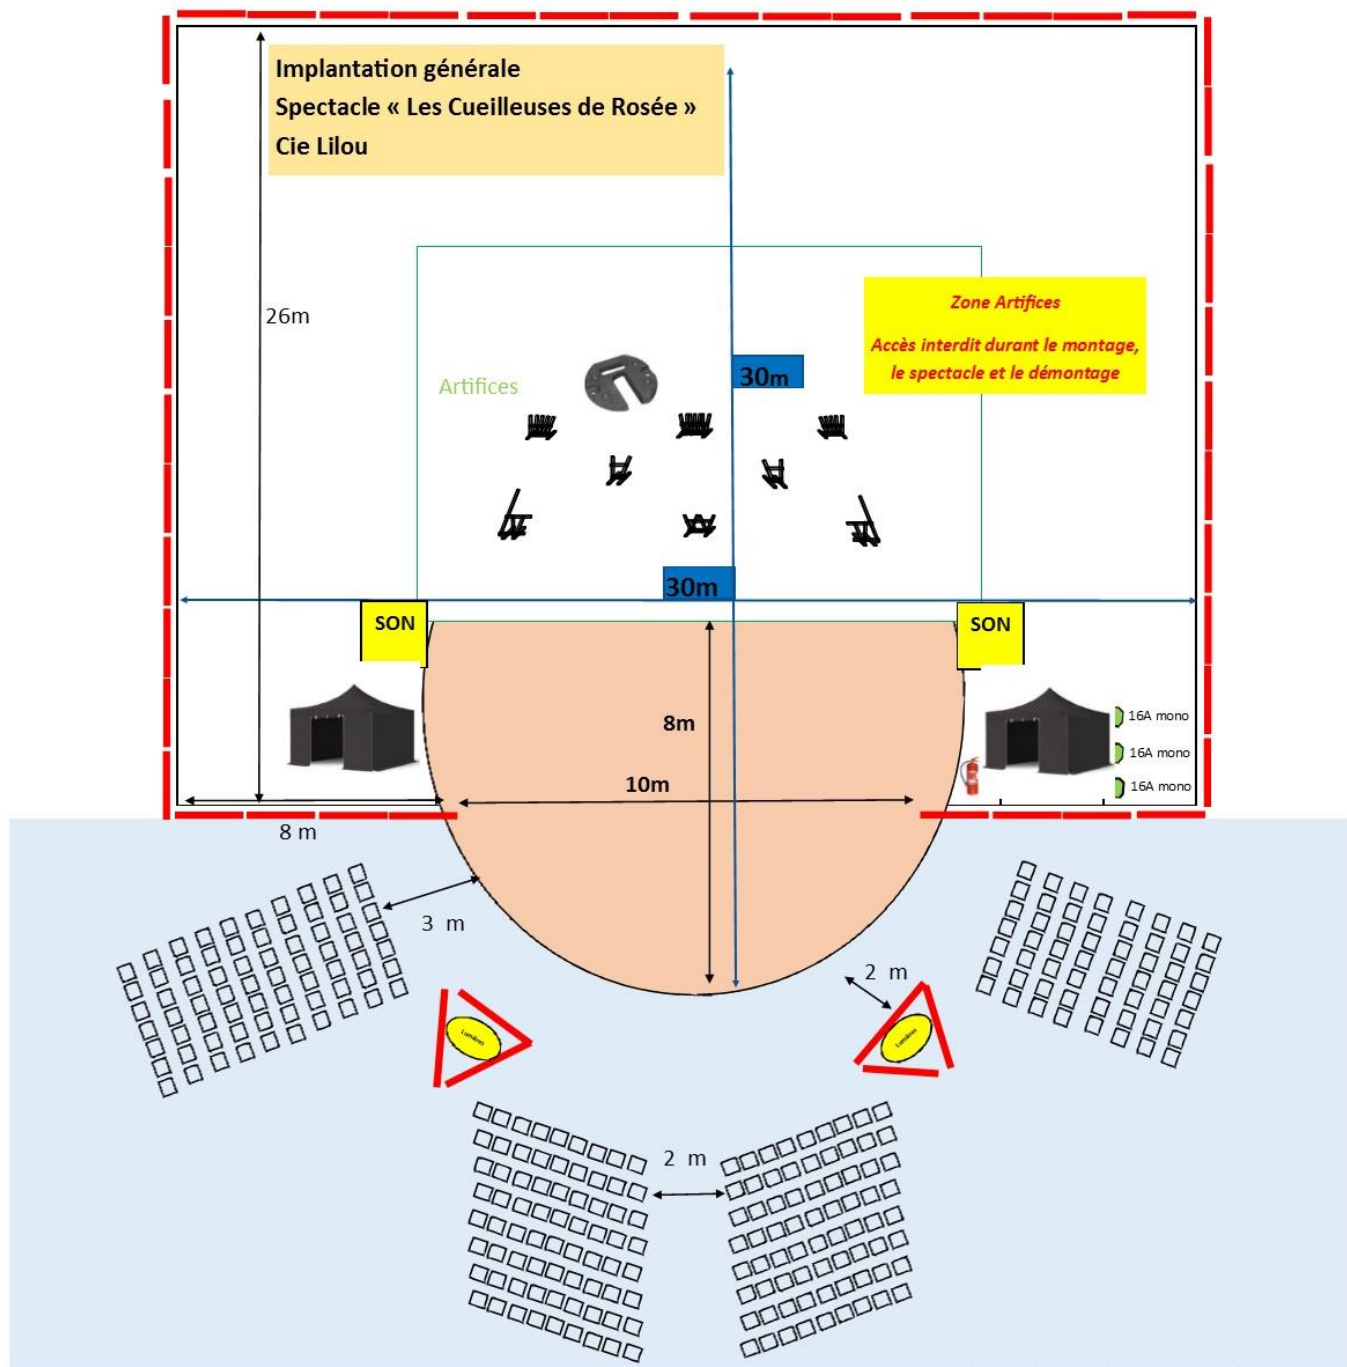 Implantation générale
Spectacle « Les Cueilleuses de Rosée »
Cie Lilou
26m
Zone Artifices
Accès interdit durant le montage,
le spectacle et le démontage
Artifices
30m
30m
SON
SON
8m
16A mono
16A mono
16A mono
10m
8 m
3 m
2 m
Lumières
Lumières
2 m